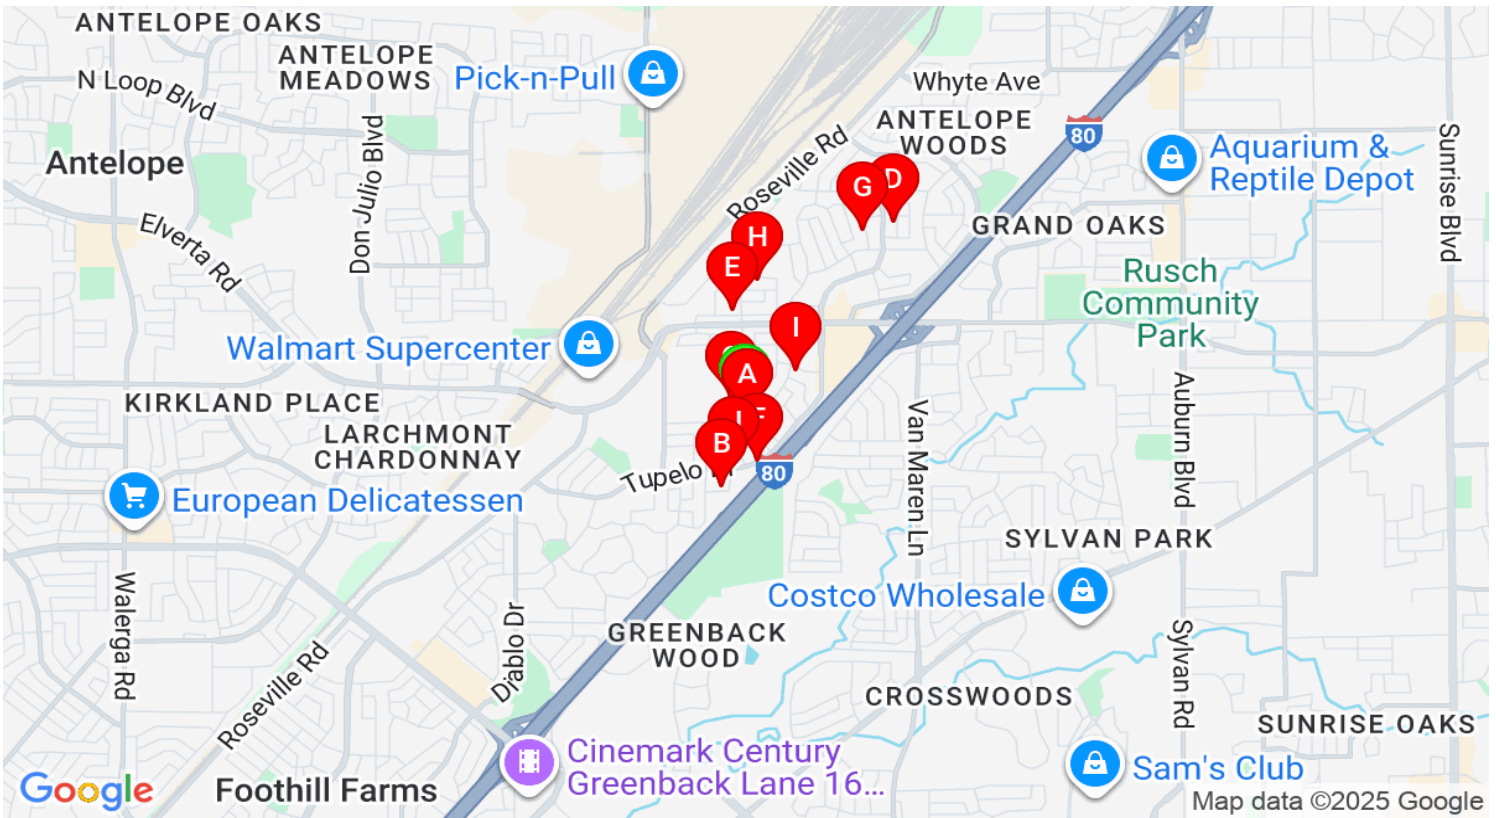 ANTELOPE OAKS
ANTELOPE
MEADOWS
N Loop Blvd
Pick-n-Pull
Whyte Ave
ANTELOPE
WOODS
80
Sunrise Blvd
Aquarium &
Reptile Depot
Antelope
Don Julio Blvd
Roseville Rd
G
D
Elverta Rd
H
E
GRAND OAKS
Rusch
Community
Park
I
Walmart Supercenter
A
KIRKLAND PLACE
LARCHMONT
CHARDONNAY
Van Maren Ln
Auburn Blvd
F
J
B
Tupelo
80
European Delicatessen
SYLVAN PARK
Walerga Rd
Costco Wholesale
Diablo Dr
GREENBACK
WOOD
Sylvan Rd
Roseville Rd
CROSSWOODS
SUNRISE OAKS
Cinemark Century
Greenback Lane 16...
Sam's Club
Google
Foothill Farms
Map data ©2025 Google